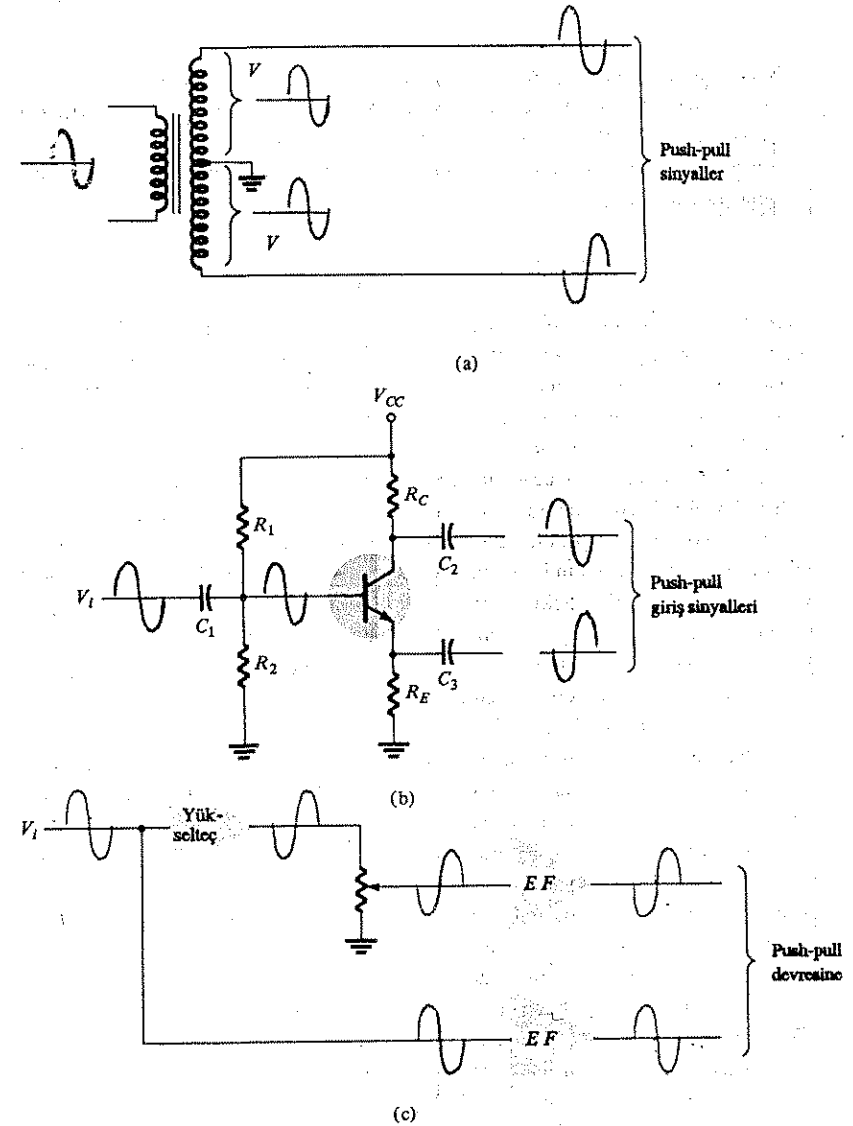 V
Push-pull
sinyaller
V
(a)
V_CC
R_C
R_1
C_2
V_i
C_1
Push-pull
giriş sinyalleri
R_2
C_3
R_E
(b)
V_i
Yük-
selteç
E F
Push-pull
devresine
E F
(c)